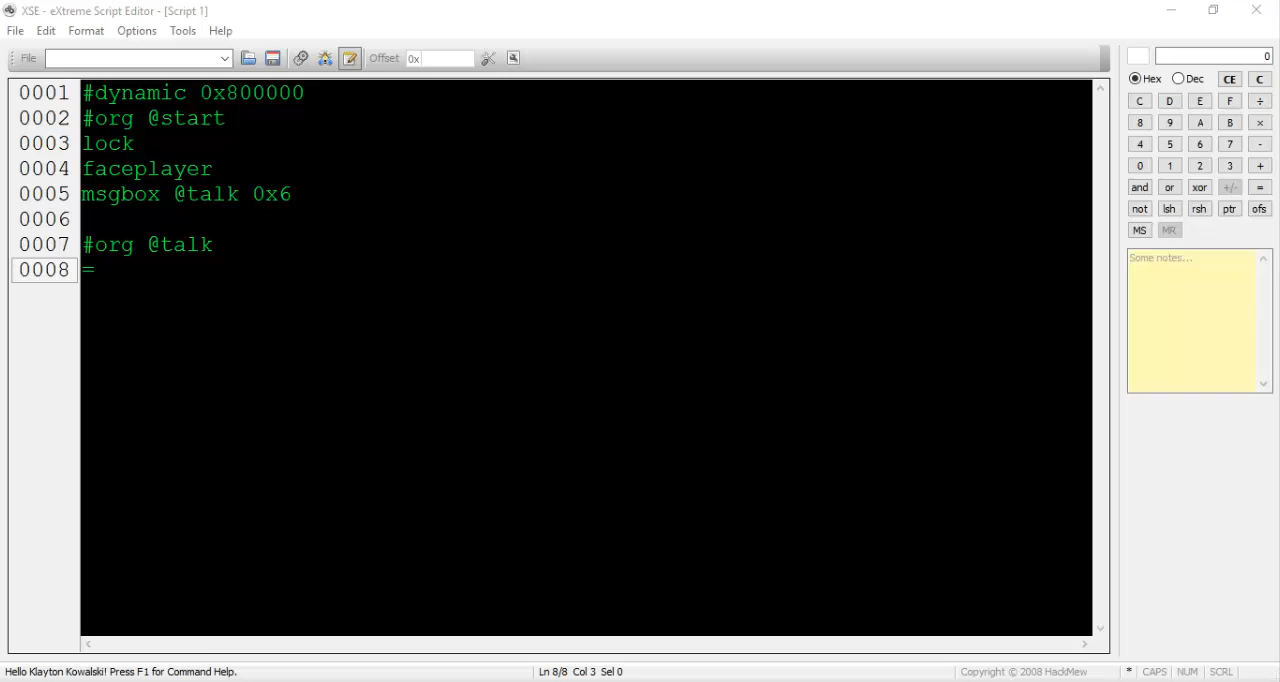 XSE - eXtreme Script Editor - [Script 1]
File Edit Format Options Tools Help
File Offset 0x
0
Hex Dec CE C
C D E F ÷
8 9 A B ×
4 5 6 7 -
0 1 2 3 +
and or xor +/- =
not lsh rsh ptr ofs
MS MR
Some notes...
0001 #dynamic 0x800000
0002 #org @start
0003 lock
0004 faceplayer
0005 msgbox @talk 0x6
0006
0007 #org @talk
0008 =
Hello Klayton Kowalski! Press F1 for Command Help. Ln 8/8 Col 3 Sel 0 Copyright © 2008 HackMew * CAPS NUM SCRL